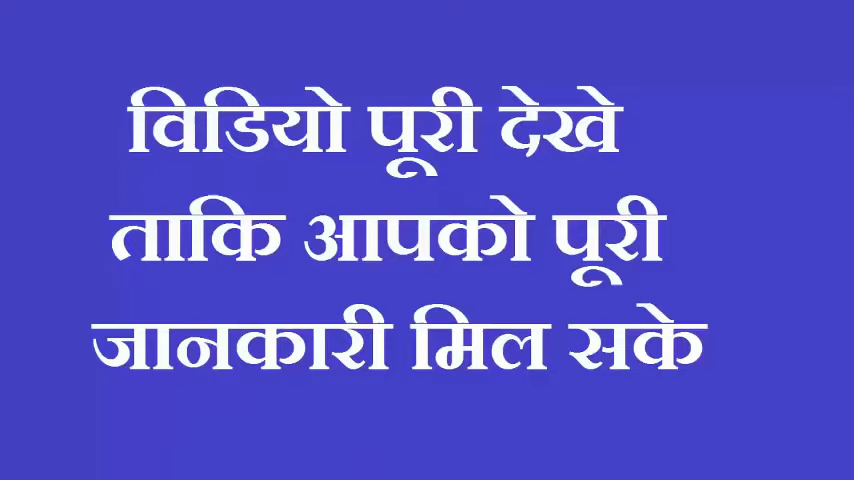 विडियो पूरी देखे
ताकि आपको पूरी
जानकारी मिल सके